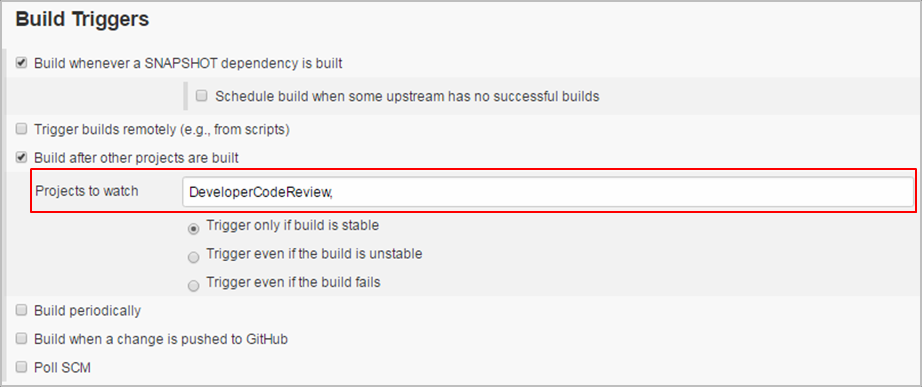 Build Triggers
Build whenever a SNAPSHOT dependency is built
Schedule build when some upstream has no successful builds
Trigger builds remotely (e.g., from scripts)
Build after other projects are built
Projects to watch DeveloperCodeReview,
Trigger only if build is stable
Trigger even if the build is unstable
Trigger even if the build fails
Build periodically
Build when a change is pushed to GitHub
Poll SCM